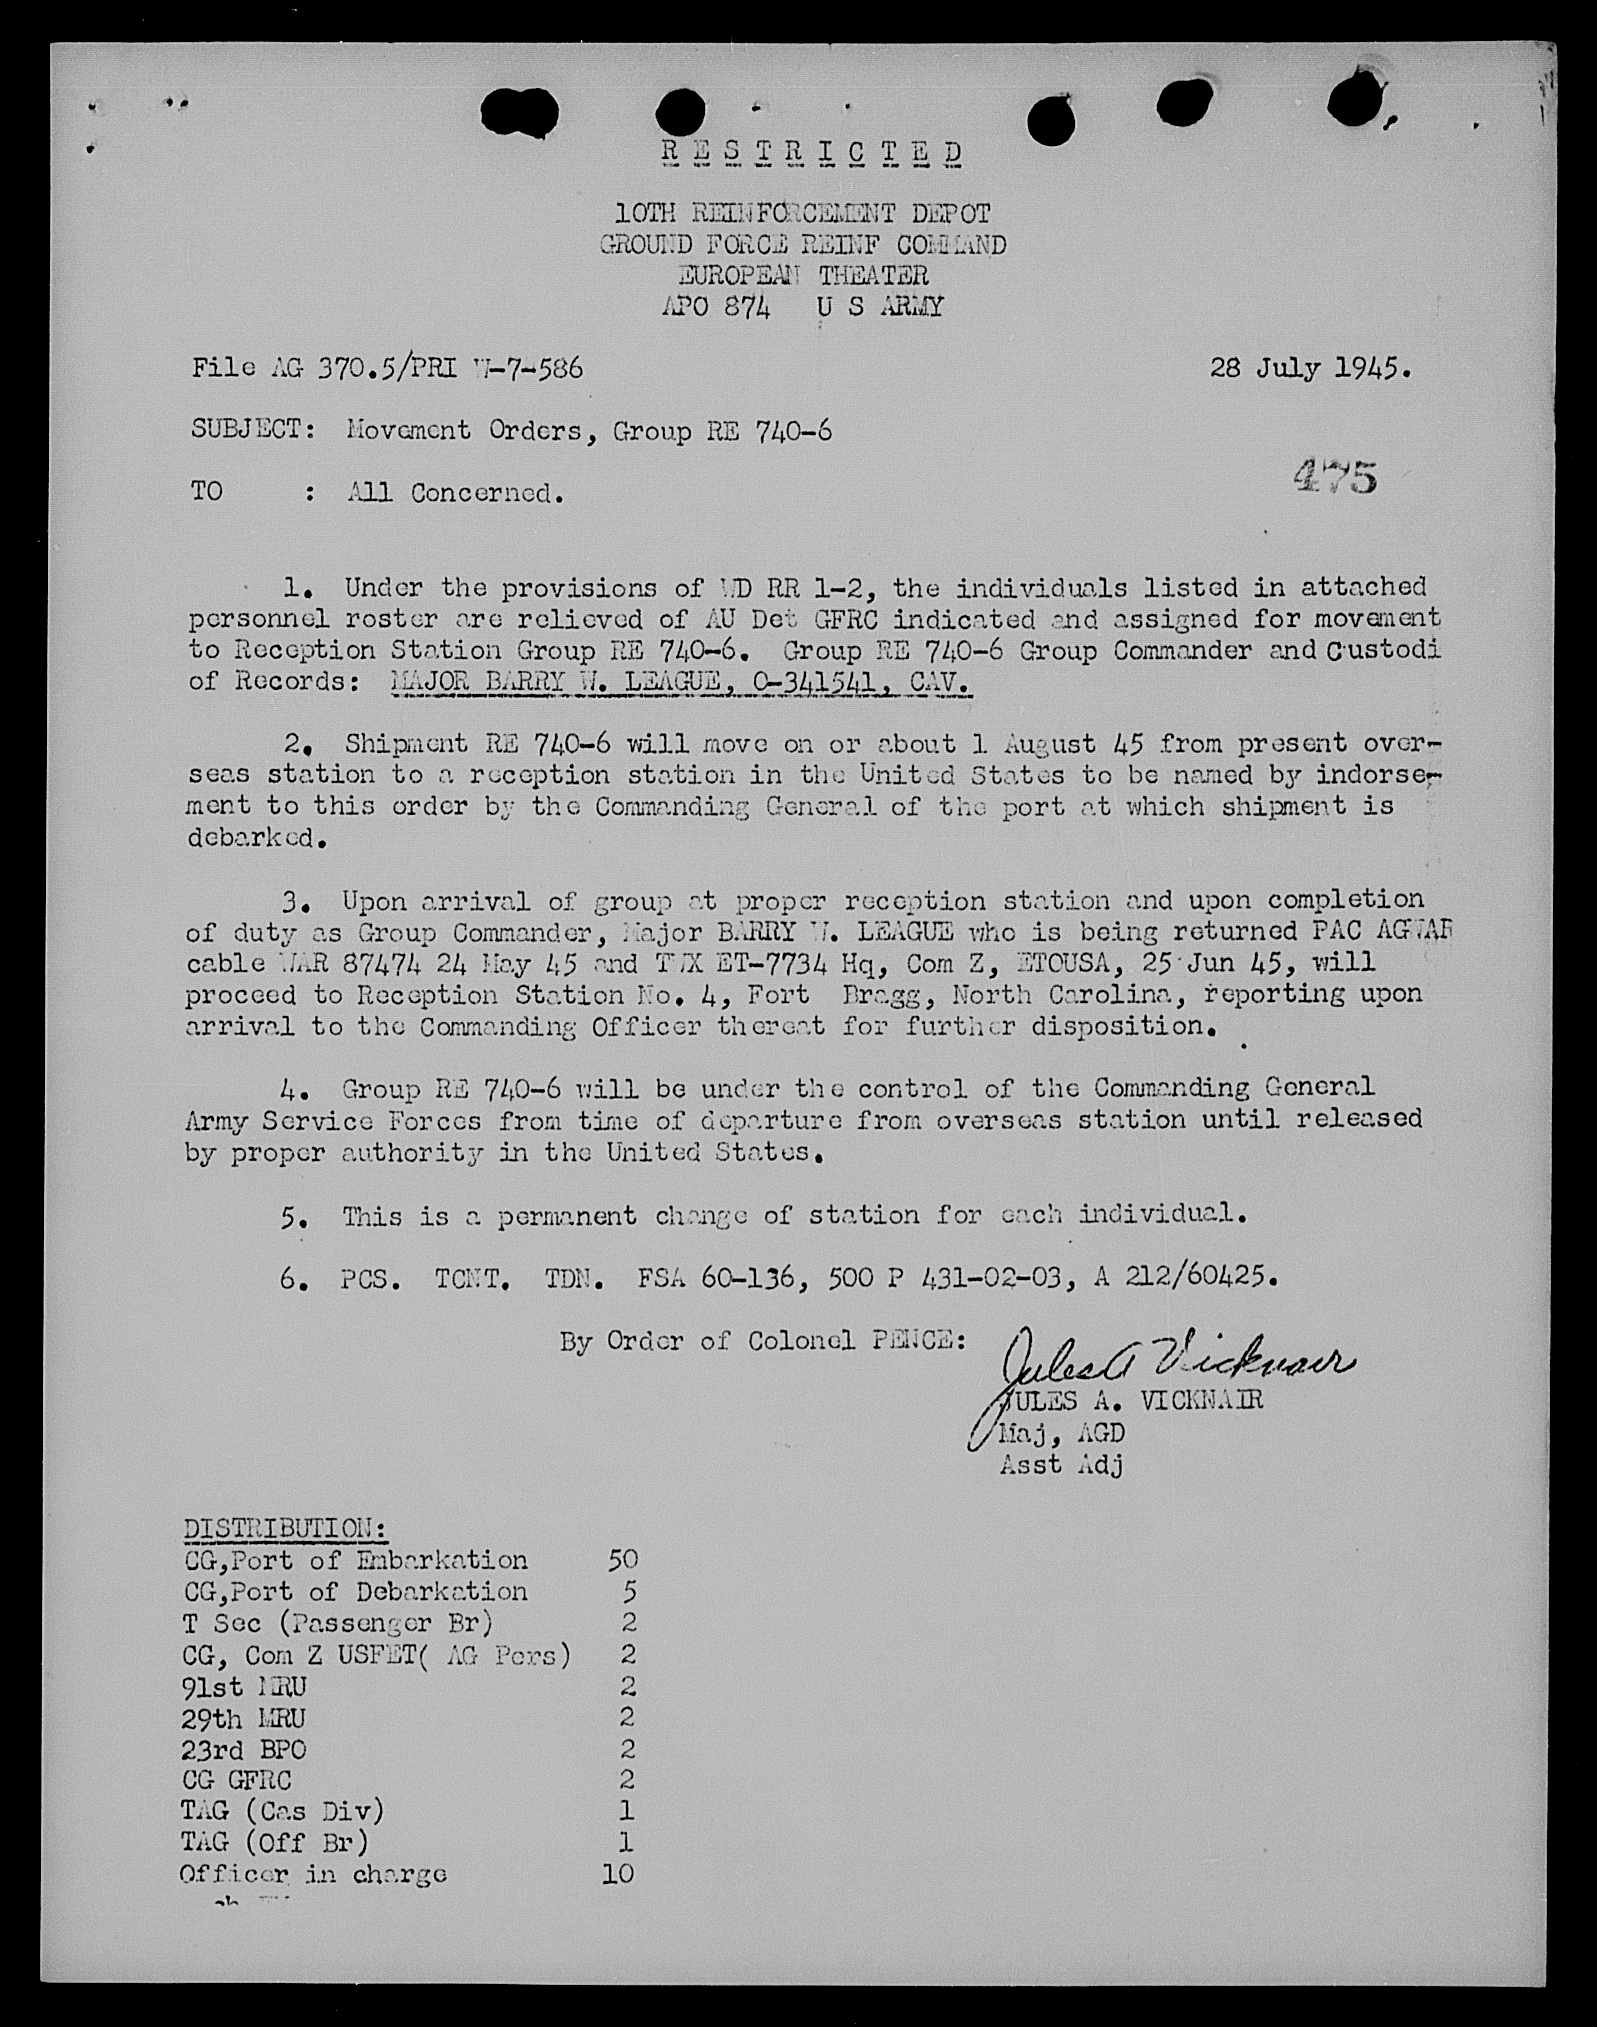 R E S T R I C T E D
10TH REINFORCEMENT DEPOT
GROUND FORCE REINF COMMAND
EUROPEAN THEATER
APO 874 U S ARMY
File AG 370.5/PRI W-7-586 28 July 1945.
SUBJECT: Movement Orders, Group RE 740-6
475
TO : All Concerned.
1. Under the provisions of WD RR 1-2, the individuals listed in attached
personnel roster are relieved of AU Det GFRC indicated and assigned for movement
to Reception Station Group RE 740-6. Group RE 740-6 Group Commander and Custodi
of Records: MAJOR BARRY W. LEAGUE, O-341541, CAV.
2. Shipment RE 740-6 will move on or about 1 August 45 from present over-
seas station to a reception station in the United States to be named by indorse-
ment to this order by the Commanding General of the port at which shipment is
debarked.
3. Upon arrival of group at proper reception station and upon completion
of duty as Group Commander, Major BARRY W. LEAGUE who is being returned PAC AGWAR
cable WAR 87474 24 May 45 and TWX ET-7734 Hq, Com Z, ETOUSA, 25 Jun 45, will
proceed to Reception Station No. 4, Fort Bragg, North Carolina, reporting upon
arrival to the Commanding Officer thereat for further disposition.
4. Group RE 740-6 will be under the control of the Commanding General
Army Service Forces from time of departure from overseas station until released
by proper authority in the United States.
5. This is a permanent change of station for each individual.
6. PCS. TCNT. TDN. FSA 60-136, 500 P 431-02-03, A 212/60425.
By Order of Colonel PENCE:
Jules A Vicknair
JULES A. VICKNAIR
Maj, AGD
Asst Adj
DISTRIBUTION:
CG,Port of Embarkation 50
CG,Port of Debarkation 5
T Sec (Passenger Br) 2
CG, Com Z USFET( AG Pers) 2
91st MRU 2
29th MRU 2
23rd BPO 2
CG GFRC 2
TAG (Cas Div) 1
TAG (Off Br) 1
Officer in charge 10